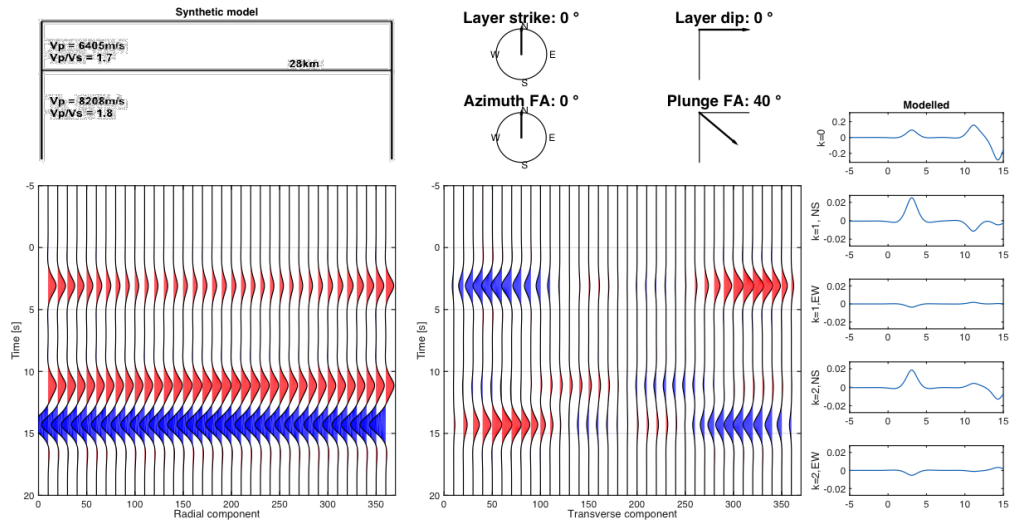 Synthetic model
Vp = 6405m/s
Vp/Vs = 1.7
28km
Vp = 8208m/s
Vp/Vs = 1.8
Layer strike: 0 °
N
W
E
S
Layer dip: 0 °
Azimuth FA: 0 °
N
W
E
S
Plunge FA: 40 °
-5
0
5
10
15
20
Time [s]
0 50 100 150 200 250 300 350
Radial component
-5
0
5
10
15
20
Time [s]
0 50 100 150 200 250 300 350
Transverse component
Modelled
k=0
0.2
0
-0.2
-5 0 5 10 15
k=1, NS
0.02
0
-0.02
-5 0 5 10 15
k=1,EW
0.02
0
-0.02
-5 0 5 10 15
k=2,NS
0.02
0
-0.02
-5 0 5 10 15
k=2,EW
0.02
0
-0.02
-5 0 5 10 15